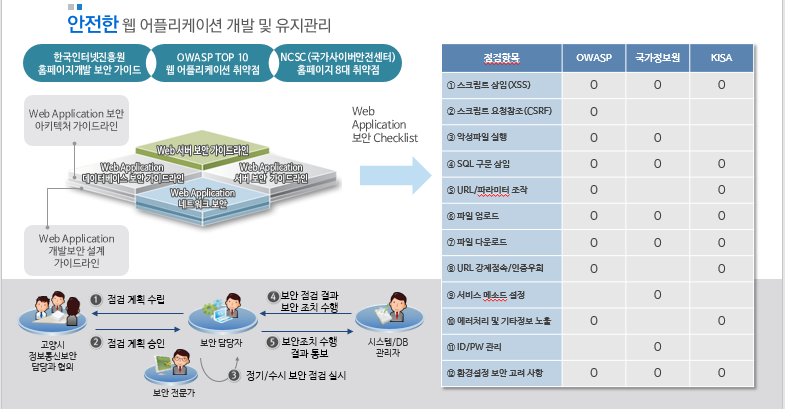 안전한 웹 어플리케이션 개발 및 유지관리
한국인터넷진흥원
홈페이지개발 보안 가이드
OWASP TOP 10
웹 어플리케이션 취약점
NCSC(국가사이버안전센터)
홈페이지 8대 취약점
Web Application 보안
아키텍처 가이드라인
Web 서버 보안 가이드라인
Web Application
데이터베이스 보안 가이드라인
Web Application
서버 보안 가이드라인
Web Application
네트워크 보안
Web Application
개발보안 설계
가이드라인
Web
Application
보안 Checklist
점검항목 OWASP 국가정보원 KISA
① 스크립트 삽입(XSS) O O O
② 스크립트 요청참조(CSRF) O
③ 악성파일 실행 O O
④ SQL 구문 삽입 O O O
⑤ URL/파라미터 조작 O O
⑥ 파일 업로드 O O O
⑦ 파일 다운로드 O O O
⑧ URL 강제접속/인증우회 O O
⑨ 서비스 메소드 설정 O
⑩ 에러처리 및 기타정보 노출 O O
⑪ ID/PW 관리 O
⑫ 환경설정 보안 고려 사항 O O O
1 점검 계획 수립
2 점검 계획 승인
4 보안 점검 결과
보안 조치 수행
5 보안조치 수행
결과 통보
3 정기/수시 보안 점검 실시
고양시
정보통신보안
담당과 협의
보안 담당자
시스템/DB
관리자
보안 전문가